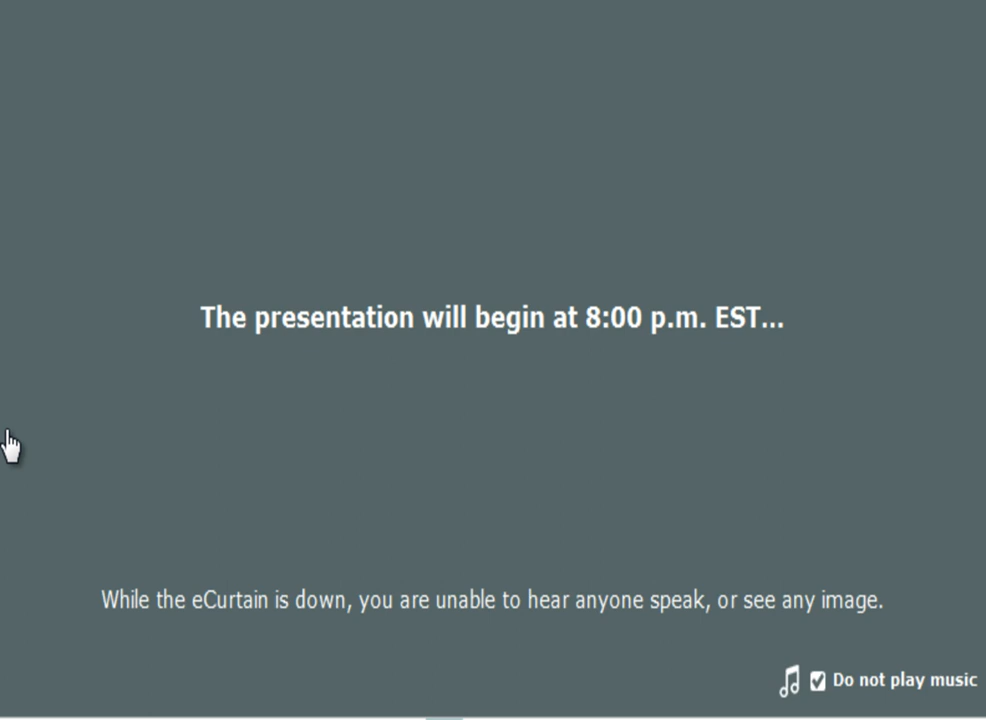 The presentation will begin at 8:00 p.m. EST...
While the eCurtain is down, you are unable to hear anyone speak, or see any image.
Do not play music